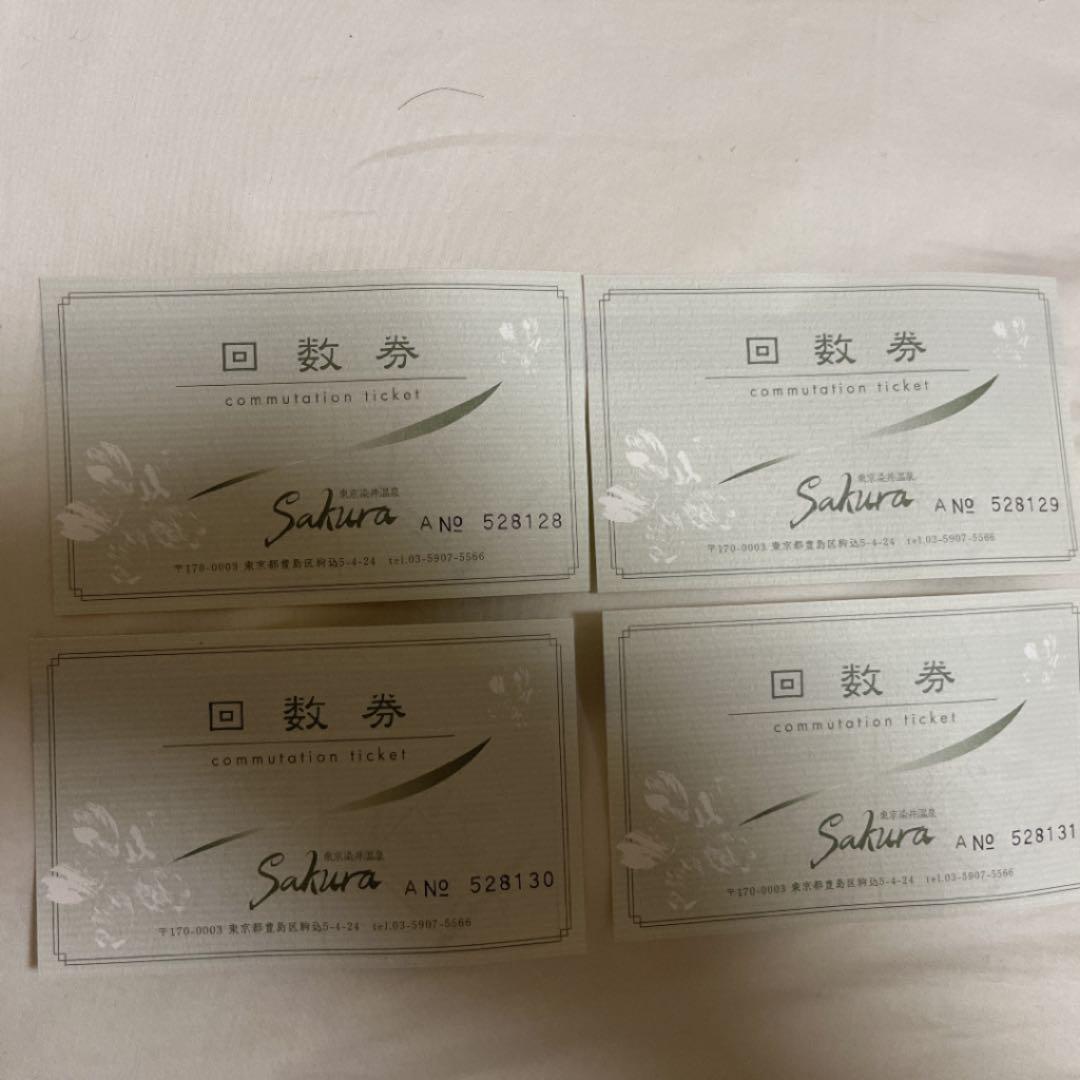 回数券
commutation ticket
東京染井温泉
Sakura
A No 528128
〒170-0003 東京都豊島区駒込5-4-24 tel.03-5907-5566
回数券
commutation ticket
東京染井温泉
Sakura
A No 528129
〒170-0003 東京都豊島区駒込5-4-24 tel.03-5907-5566
回数券
commutation ticket
東京染井温泉
Sakura
A No 528130
〒170-0003 東京都豊島区駒込5-4-24 tel.03-5907-5566
回数券
commutation ticket
東京染井温泉
Sakura
A No 528131
〒170-0003 東京都豊島区駒込5-4-24 tel.03-5907-5566